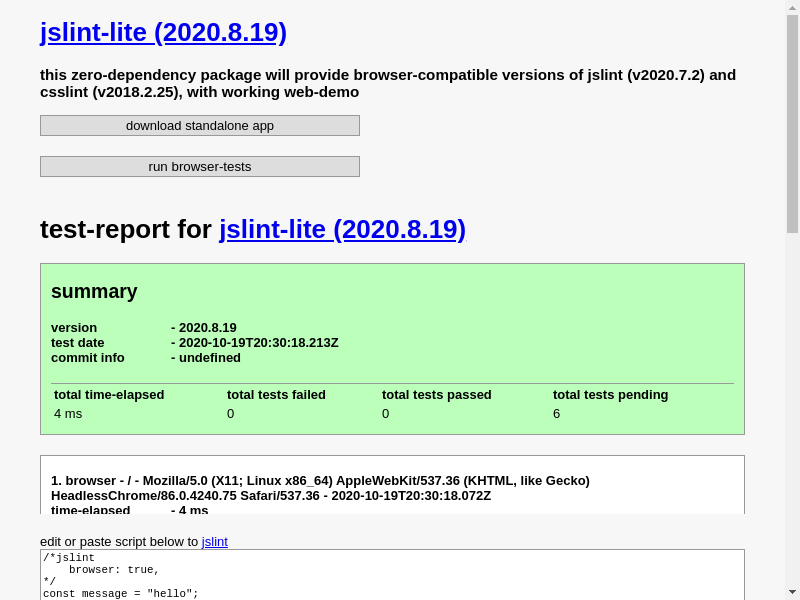 jslint-lite (2020.8.19)
this zero-dependency package will provide browser-compatible versions of jslint (v2020.7.2) and
csslint (v2018.2.25), with working web-demo
download standalone app
run browser-tests
test-report for jslint-lite (2020.8.19)
summary
version - 2020.8.19
test date - 2020-10-19T20:30:18.213Z
commit info - undefined
total time-elapsed total tests failed total tests passed total tests pending
4 ms 0 0 6
1. browser - / - Mozilla/5.0 (X11; Linux x86_64) AppleWebKit/537.36 (KHTML, like Gecko)
HeadlessChrome/86.0.4240.75 Safari/537.36 - 2020-10-19T20:30:18.072Z
time-elapsed - 4 ms
edit or paste script below to jslint
/*jslint
    browser: true,
*/
const message = "hello";